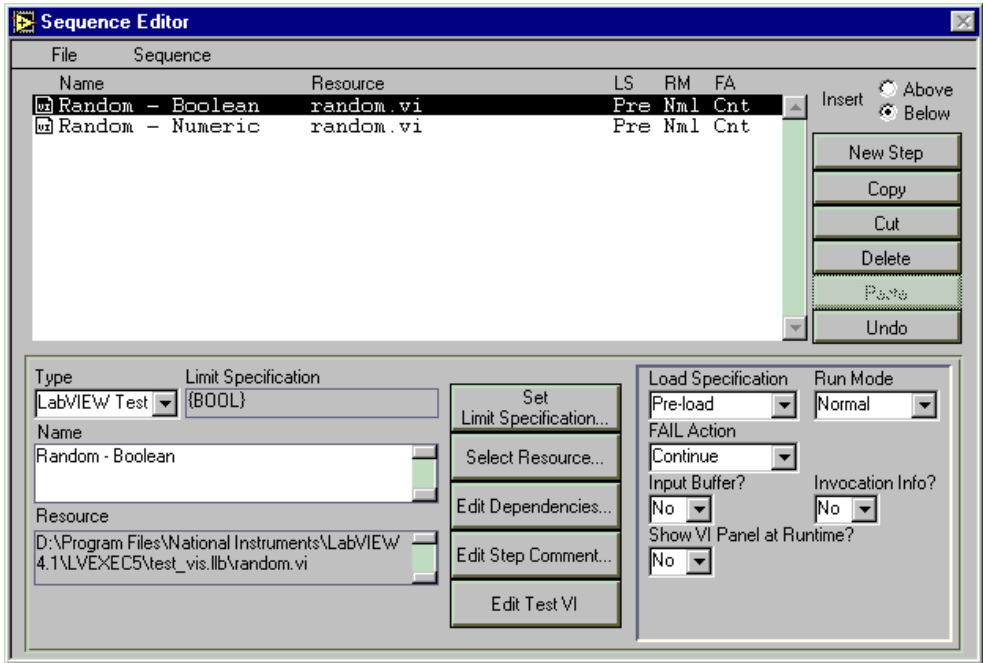 Sequence Editor
File Sequence
Name Resource LS RM FA
Random - Boolean random.vi Pre Nml Cnt
Random - Numeric random.vi Pre Nml Cnt
Insert
Above
Below
New Step
Copy
Cut
Delete
Paste
Undo
Type Limit Specification
LabVIEW Test {BOOL}
Name
Random - Boolean
Resource
D:\Program Files\National Instruments\LabVIEW
4.1\LVEXEC5\test_vis.llb\random.vi
Set
Limit Specification...
Select Resource...
Edit Dependencies...
Edit Step Comment...
Edit Test VI
Load Specification Run Mode
Pre-load Normal
FAIL Action
Continue
Input Buffer? Invocation Info?
No No
Show VI Panel at Runtime?
No